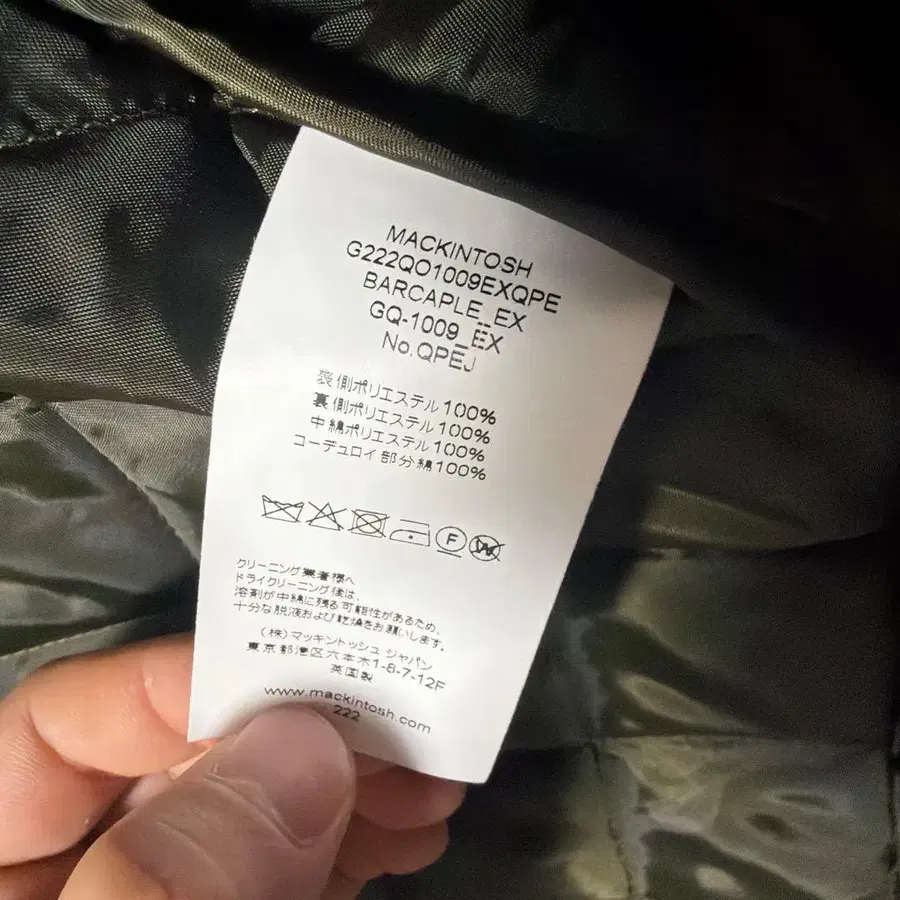 MACKINTOSH
G222QO1009EXQPE
BARCAPLE_EX
GQ-1009_EX
No.QPEJ
表側ポリエステル100%
裏側ポリエステル100%
中綿ポリエステル100%
コーデュロイ部分綿100%
F
W
クリーニング業者様へ
ドライクリーニング後は、
溶剤が中綿に残る可能性があるため、
十分な脱液および乾燥をお願いします。
(株)マッキントッシュ ジャパン
東京都港区六本木1-8-7-12F
英国製
www.mackintosh.com
222